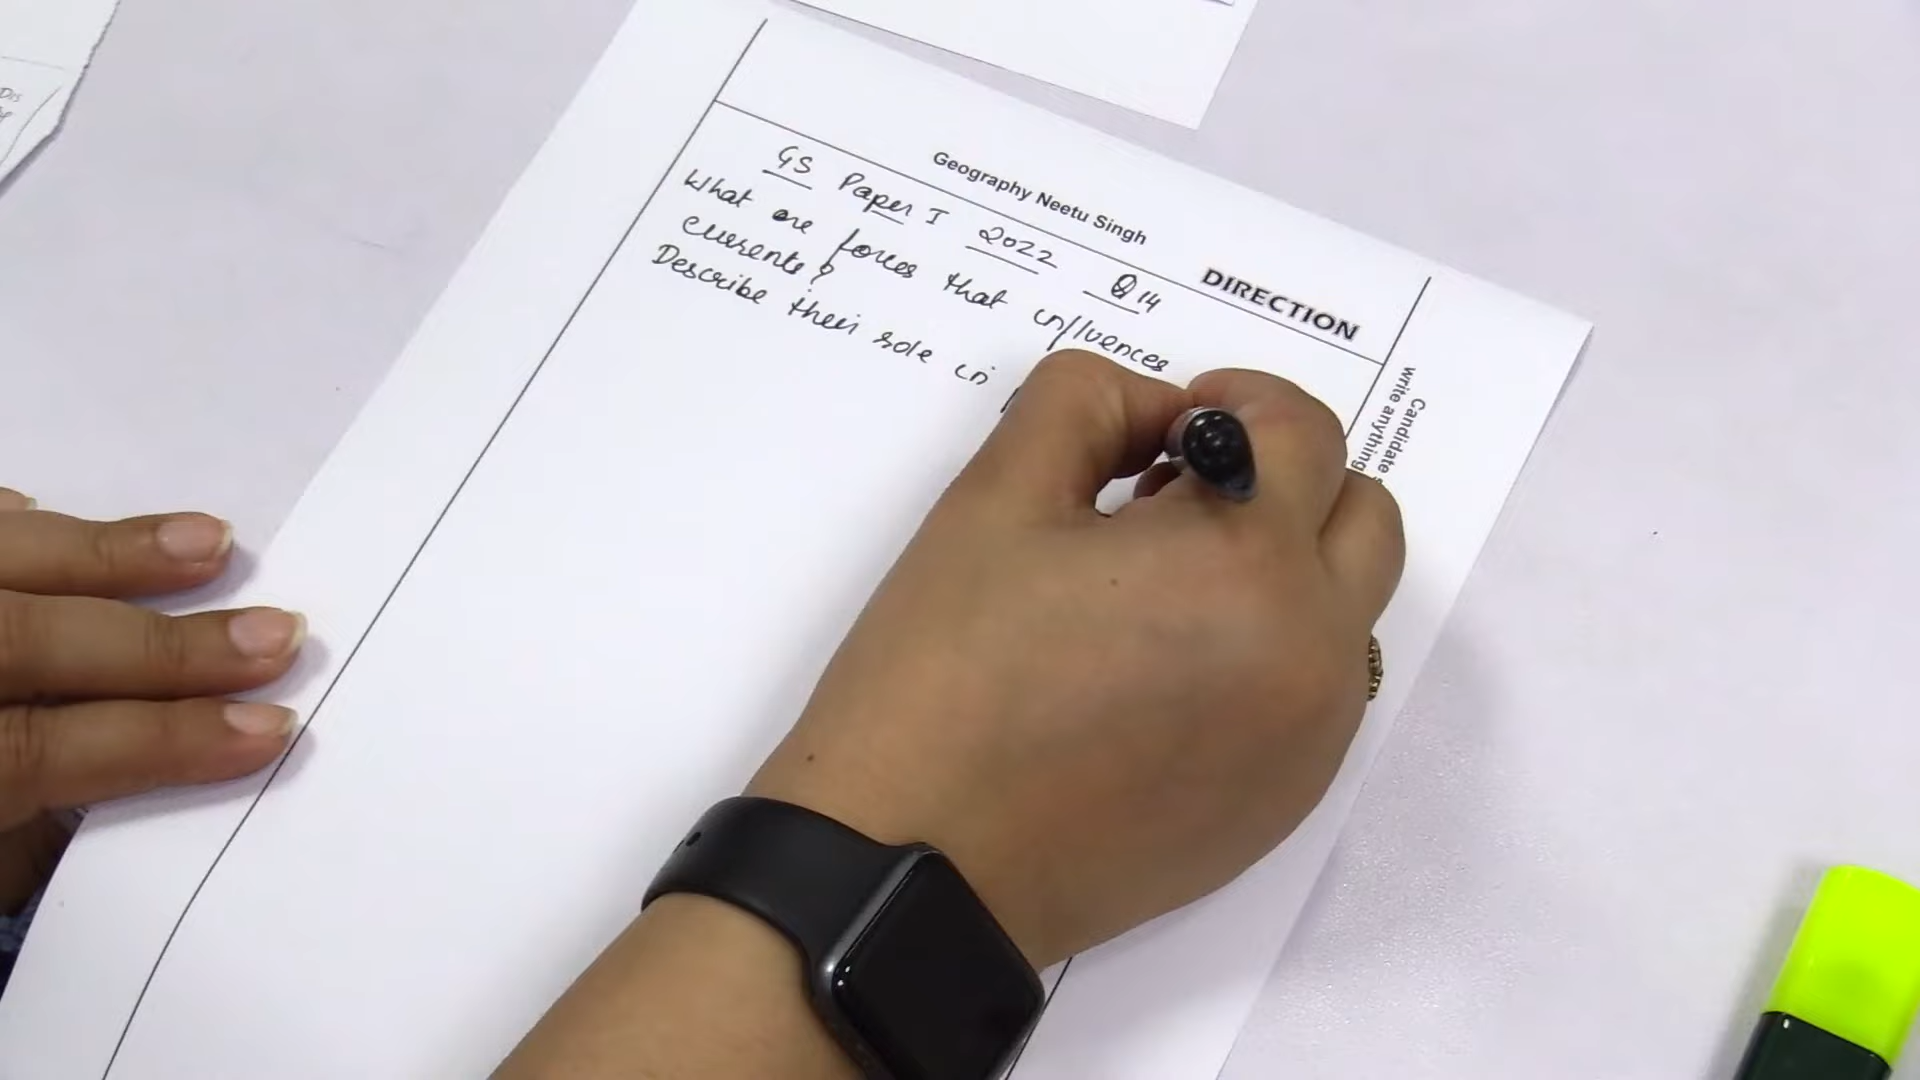 Geography Neetu Singh
DIRECTION
GS Paper I 2022 Q14
What are forces that influences
currents?
Describe their role in
Candidate
write anything
Dis